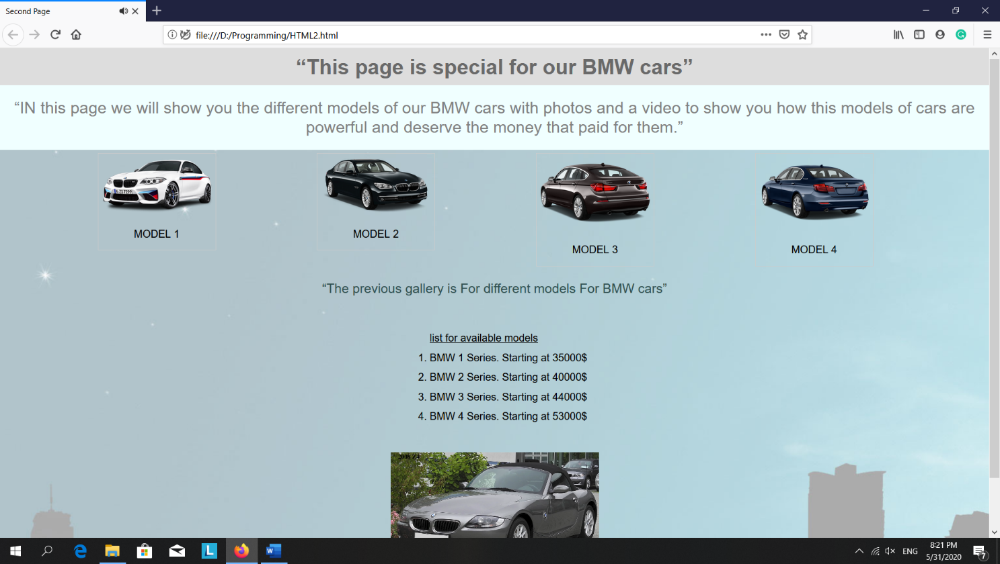 Second Page
file:///D:/Programming/HTML2.html
“This page is special for our BMW cars”
“IN this page we will show you the different models of our BMW cars with photos and a video to show you how this models of cars are
powerful and deserve the money that paid for them.”
MODEL 1
MODEL 2
MODEL 3
MODEL 4
“The previous gallery is For different models For BMW cars”
list for available models
1. BMW 1 Series. Starting at 35000$
2. BMW 2 Series. Starting at 40000$
3. BMW 3 Series. Starting at 44000$
4. BMW 4 Series. Starting at 53000$
2008 Z4
ENG
8:21 PM
5/31/2020
7